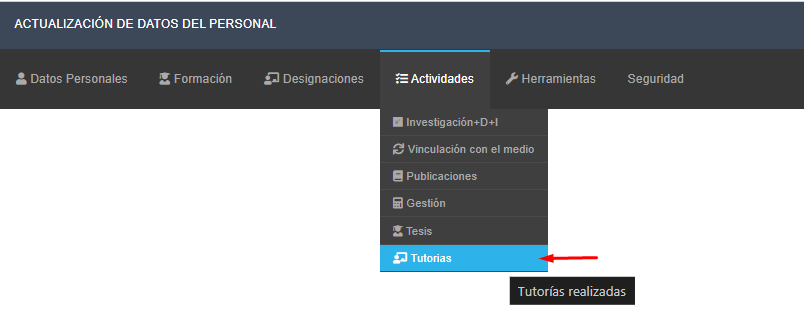 ACTUALIZACIÓN DE DATOS DEL PERSONAL
Datos Personales Formación Designaciones Actividades Herramientas Seguridad
Investigación+D+I
Vinculación con el medio
Publicaciones
Gestión
Tesis
Tutorias
Tutorías realizadas